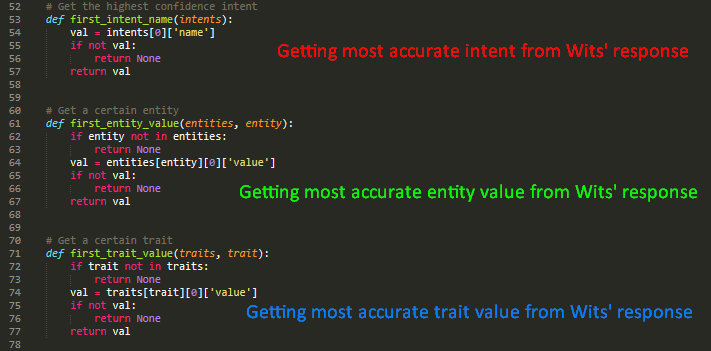 52 # Get the highest confidence intent
53 def first_intent_name(intents):
54     val = intents[0]['name']
55     if not val:
56         return None
57     return val
58
59
60 # Get a certain entity
61 def first_entity_value(entities, entity):
62     if entity not in entities:
63         return None
64     val = entities[entity][0]['value']
65     if not val:
66         return None
67     return val
68
69
70 # Get a certain trait
71 def first_trait_value(traits, trait):
72     if trait not in traits:
73         return None
74     val = traits[trait][0]['value']
75     if not val:
76         return None
77     return val
78
Getting most accurate intent from Wits' response
Getting most accurate entity value from Wits' response
Getting most accurate trait value from Wits' response